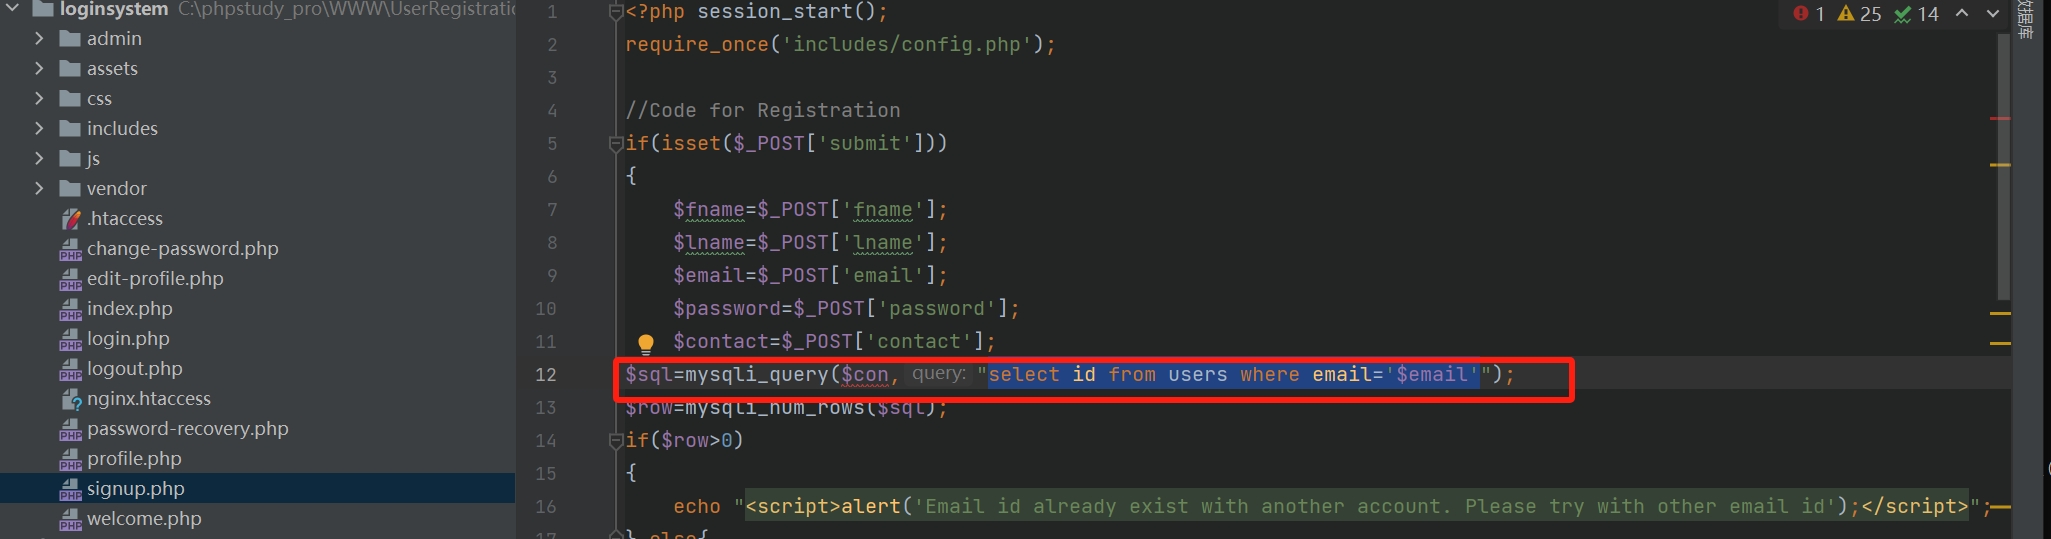 loginsystem C:\phpstudy_pro\WWW\UserRegistratic
admin
assets
css
includes
js
vendor
.htaccess
change-password.php
edit-profile.php
index.php
login.php
logout.php
nginx.htaccess
password-recovery.php
profile.php
signup.php
welcome.php
1 <?php session_start();
2 require_once('includes/config.php');
3
4 //Code for Registration
5 if(isset($_POST['submit']))
6 {
7 $fname=$_POST['fname'];
8 $lname=$_POST['lname'];
9 $email=$_POST['email'];
10 $password=$_POST['password'];
11 $contact=$_POST['contact'];
12 $sql=mysqli_query($con, query: "select id from users where email='$email'");
13 $row=mysqli_num_rows($sql);
14 if($row>0)
15 {
16 echo "<script>alert('Email id already exist with another account. Please try with other email id');</script>";
17 } else{
1 25 14
数据库